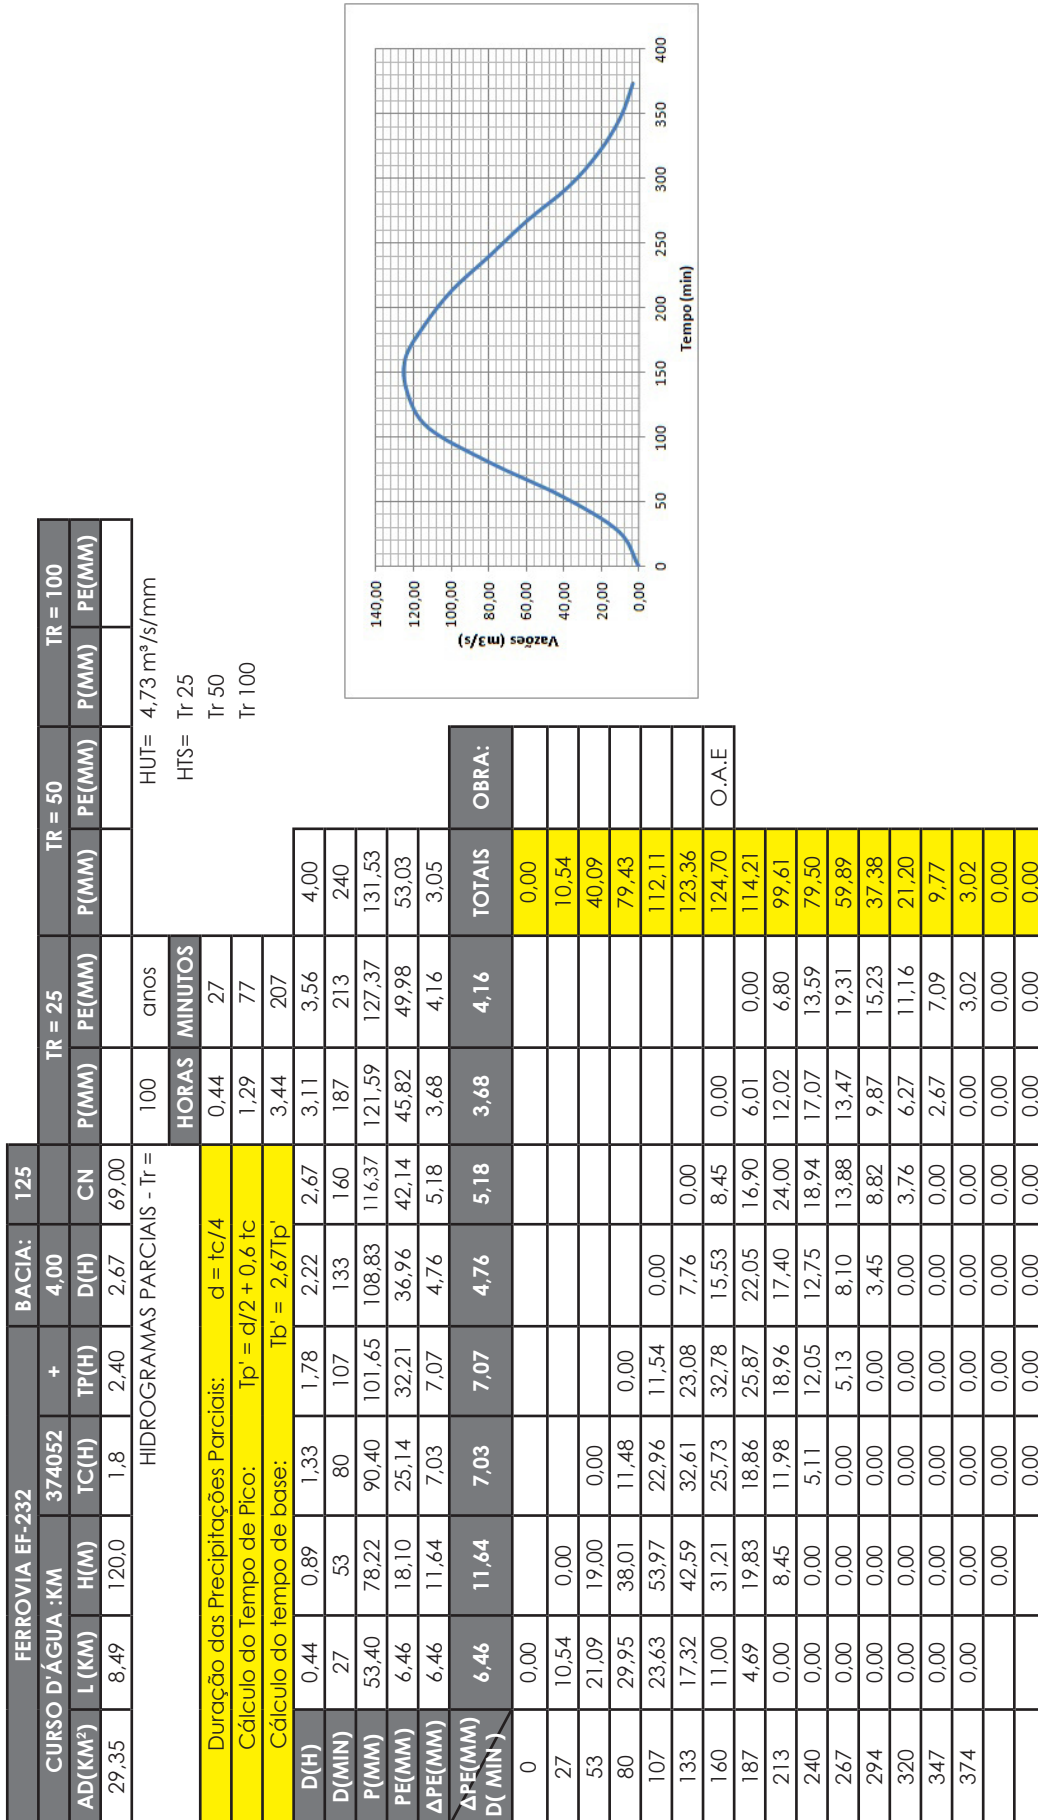 FERROVIA EF-232 BACIA: 125
CURSO D'ÁGUA :KM 374052 + 4,00 TR = 25 TR = 50 TR = 100
AD(KM²) L (KM) H(M) TC(H) TP(H) D(H) CN P(MM) PE(MM) P(MM) PE(MM) P(MM) PE(MM)
29,35 8,49 120,0 1,8 2,40 2,67 69,00
HIDROGRAMAS PARCIAIS - Tr = 100 anos HUT= 4,73 m³/s/mm
HORAS MINUTOS HTS= Tr 25
Duração das Precipitações Parciais: d = tc/4 0,44 27 Tr 50
Cálculo do Tempo de Pico: Tp' = d/2 + 0,6 tc 1,29 77 Tr 100
Cálculo do tempo de base: Tb' = 2,67Tp' 3,44 207
D(H) 0,44 0,89 1,33 1,78 2,22 2,67 3,11 3,56 4,00
D(MIN) 27 53 80 107 133 160 187 213 240
P(MM) 53,40 78,22 90,40 101,65 108,83 116,37 121,59 127,37 131,53
PE(MM) 6,46 18,10 25,14 32,21 36,96 42,14 45,82 49,98 53,03
ΔPE(MM) 6,46 11,64 7,03 7,07 4,76 5,18 3,68 4,16 3,05
ΔPE(MM) D( MIN ) 6,46 11,64 7,03 7,07 4,76 5,18 3,68 4,16 TOTAIS OBRA:
0 0,00 0,00
27 10,54 0,00 10,54
53 21,09 19,00 0,00 40,09
80 29,95 38,01 11,48 0,00 79,43
107 23,63 53,97 22,96 11,54 0,00 112,11
133 17,32 42,59 32,61 23,08 7,76 0,00 123,36
160 11,00 31,21 25,73 32,78 15,53 8,45 0,00 124,70 O.A.E
187 4,69 19,83 18,86 25,87 22,05 16,90 6,01 0,00 114,21
213 0,00 8,45 11,98 18,96 17,40 24,00 12,02 6,80 99,61
240 0,00 0,00 5,11 12,05 12,75 18,94 17,07 13,59 79,50
267 0,00 0,00 0,00 5,13 8,10 13,88 13,47 19,31 59,89
294 0,00 0,00 0,00 0,00 3,45 8,82 9,87 15,23 37,38
320 0,00 0,00 0,00 0,00 0,00 3,76 6,27 11,16 21,20
347 0,00 0,00 0,00 0,00 0,00 0,00 2,67 7,09 9,77
374 0,00 0,00 0,00 0,00 0,00 0,00 0,00 3,02 3,02
0,00 0,00 0,00 0,00 0,00 0,00 0,00 0,00
0,00 0,00 0,00 0,00 0,00 0,00 0,00
Vazões (m3/s)
140,00
120,00
100,00
80,00
60,00
40,00
20,00
0,00
0 50 100 150 200 250 300 350 400
Tempo (min)